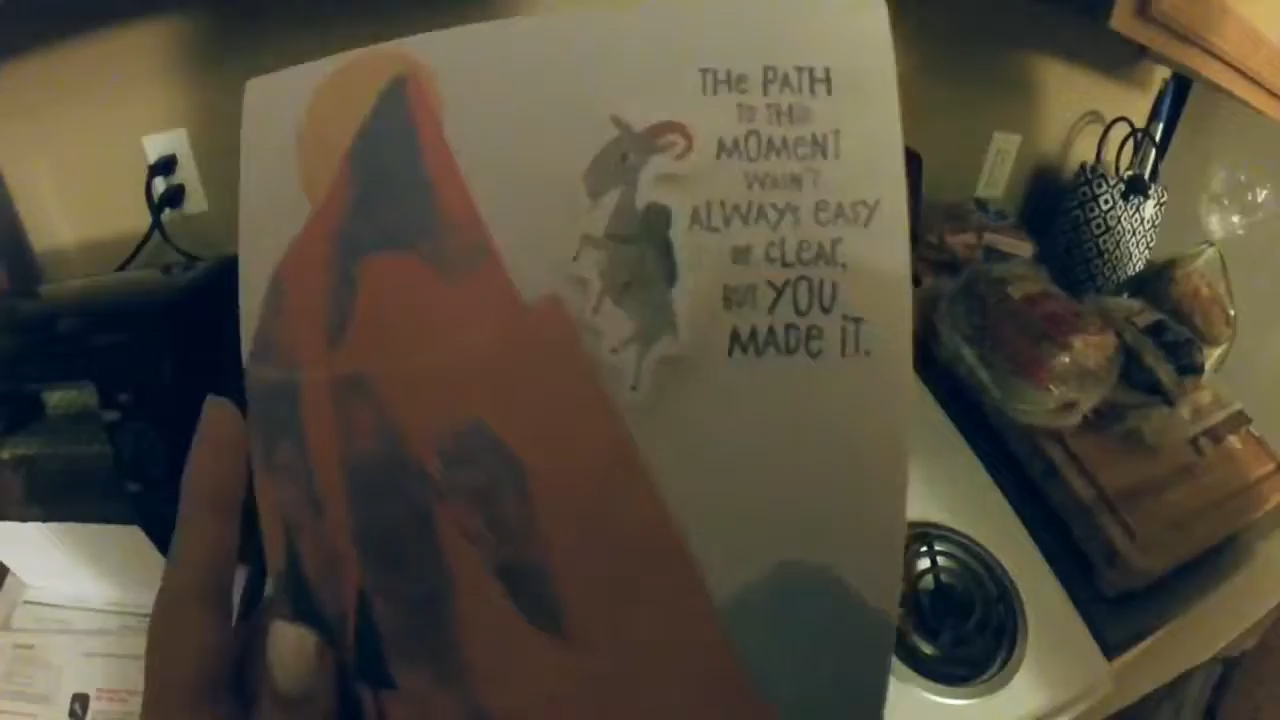 THe PATH
TO THiS
MOMeNT
WASN'T
ALWAYS eASY
OR CLeAR,
BUT YOU
MADe iT.